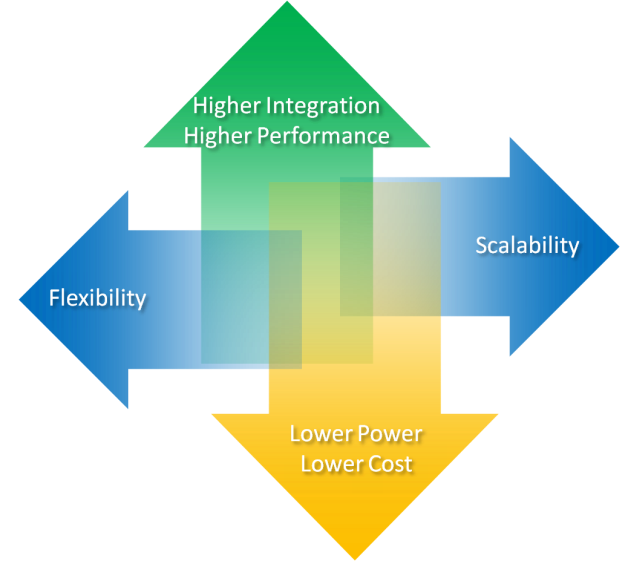 Higher Integration
Higher Performance
Scalability
Flexibility
Lower Power
Lower Cost